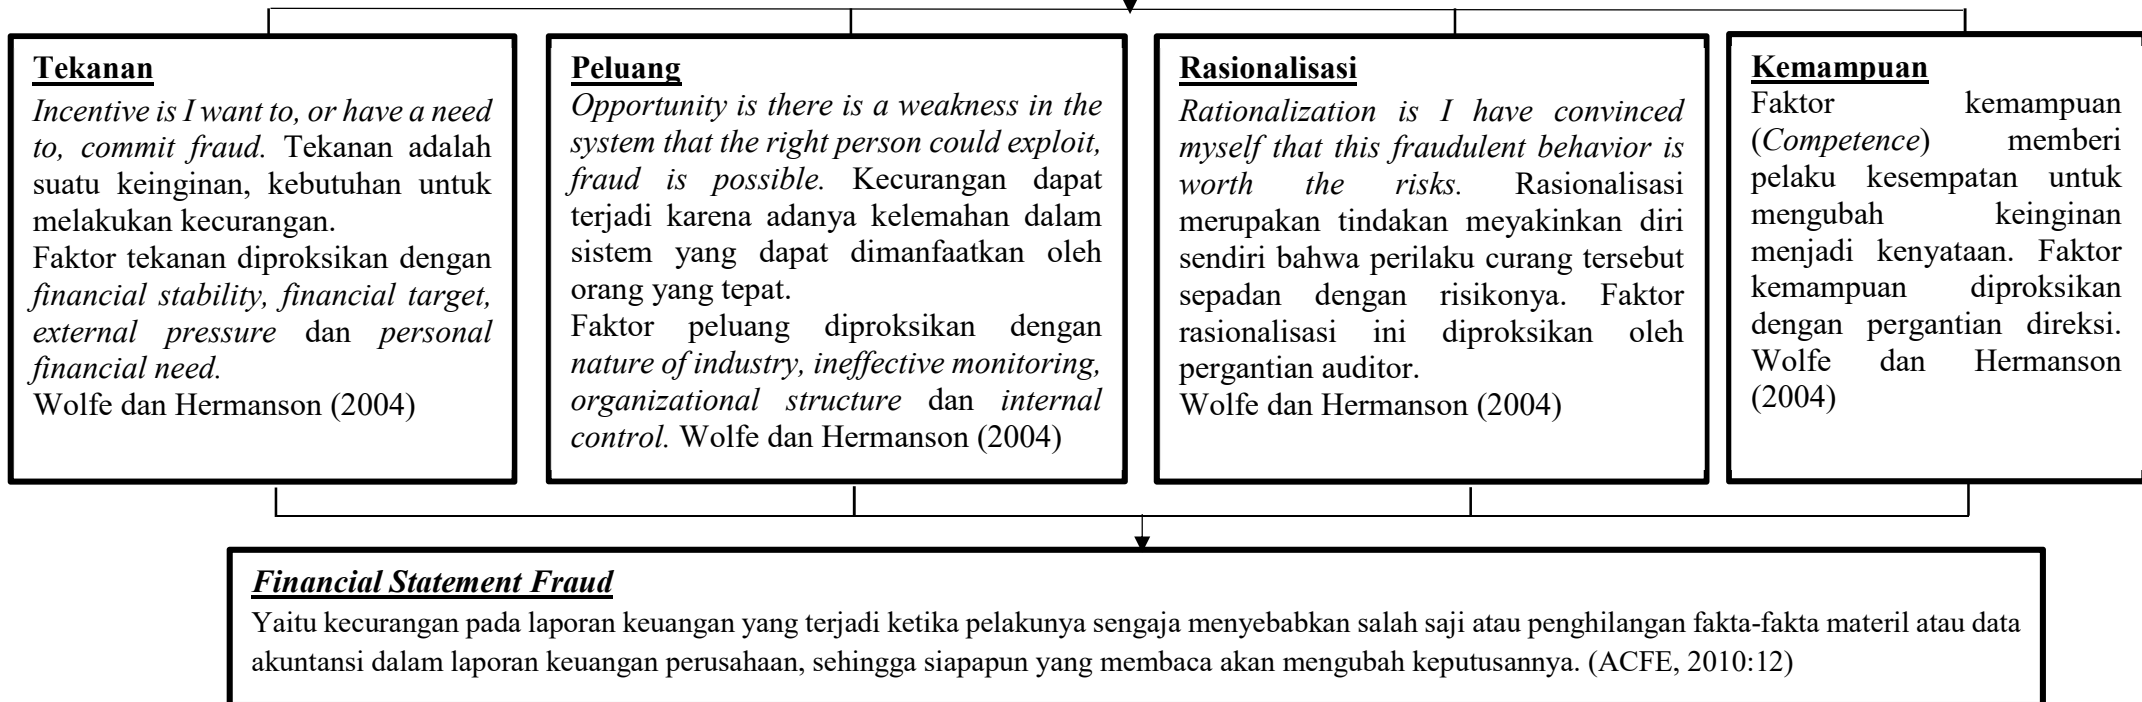 Tekanan
Incentive is I want to, or have a need
to, commit fraud. Tekanan adalah
suatu keinginan, kebutuhan untuk
melakukan kecurangan.
Faktor tekanan diproksikan dengan
financial stability, financial target,
external pressure dan personal
financial need.
Wolfe dan Hermanson (2004)
Peluang
Opportunity is there is a weakness in the
system that the right person could exploit,
fraud is possible. Kecurangan dapat
terjadi karena adanya kelemahan dalam
sistem yang dapat dimanfaatkan oleh
orang yang tepat.
Faktor peluang diproksikan dengan
nature of industry, ineffective monitoring,
organizational structure dan internal
control. Wolfe dan Hermanson (2004)
Rasionalisasi
Rationalization is I have convinced
myself that this fraudulent behavior is
worth the risks. Rasionalisasi
merupakan tindakan meyakinkan diri
sendiri bahwa perilaku curang tersebut
sepadan dengan risikonya. Faktor
rasionalisasi ini diproksikan oleh
pergantian auditor.
Wolfe dan Hermanson (2004)
Kemampuan
Faktor kemampuan
(Competence) memberi
pelaku kesempatan untuk
mengubah keinginan
menjadi kenyataan. Faktor
kemampuan diproksikan
dengan pergantian direksi.
Wolfe dan Hermanson
(2004)
Financial Statement Fraud
Yaitu kecurangan pada laporan keuangan yang terjadi ketika pelakunya sengaja menyebabkan salah saji atau penghilangan fakta-fakta materil atau data
akuntansi dalam laporan keuangan perusahaan, sehingga siapapun yang membaca akan mengubah keputusannya. (ACFE, 2010:12)